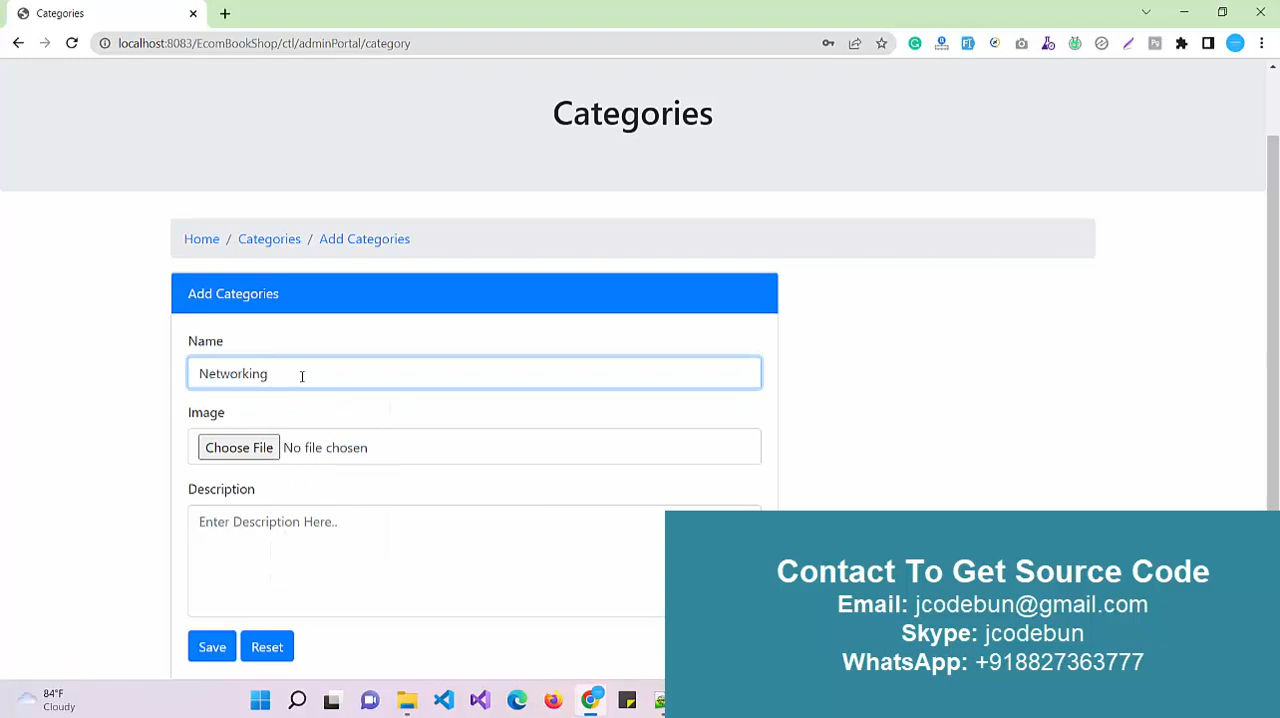 Categories
localhost:8083/EcomBookShop/ctl/adminPortal/category
Categories
Home / Categories / Add Categories
Add Categories
Name
Networking
Image
Choose File No file chosen
Description
Enter Description Here..
Save Reset
Contact To Get Source Code
Email: jcodebun@gmail.com
Skype: jcodebun
WhatsApp: +918827363777
84°F
Cloudy